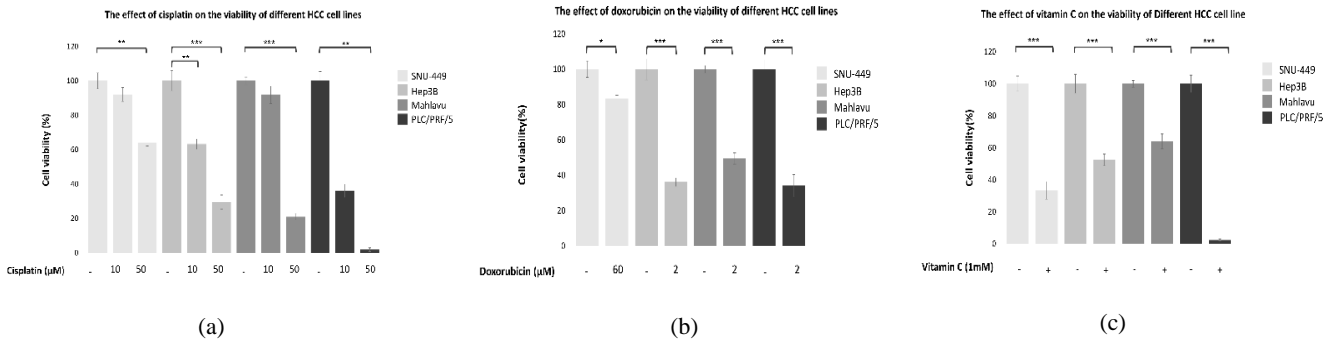 The effect of cisplatin on the viability of different HCC cell lines
** *** *** **
**
120
100
80
60
40
20
0
Cell viability (%)
SNU-449
Hep3B
Mahlavu
PLC/PRF/5
Cisplatin (µM) - 10 50 - 10 50 - 10 50 - 10 50
(a)
The effect of doxorubicin on the viability of different HCC cell lines
* *** *** ***
120
100
80
60
40
20
0
Cell viability(%)
SNU-449
Hep3B
Mahlavu
PLC/PRF/5
Doxorubicin (µM) - 60 - 2 - 2 - 2
(b)
The effect of vitamin C on the viability of Different HCC cell line
*** *** *** ***
120
100
80
60
40
20
0
Cell viability(%)
SNU-449
Hep3B
Mahlavu
PLC/PRF/5
Vitamin C (1mM) - + - + - + - +
(c)